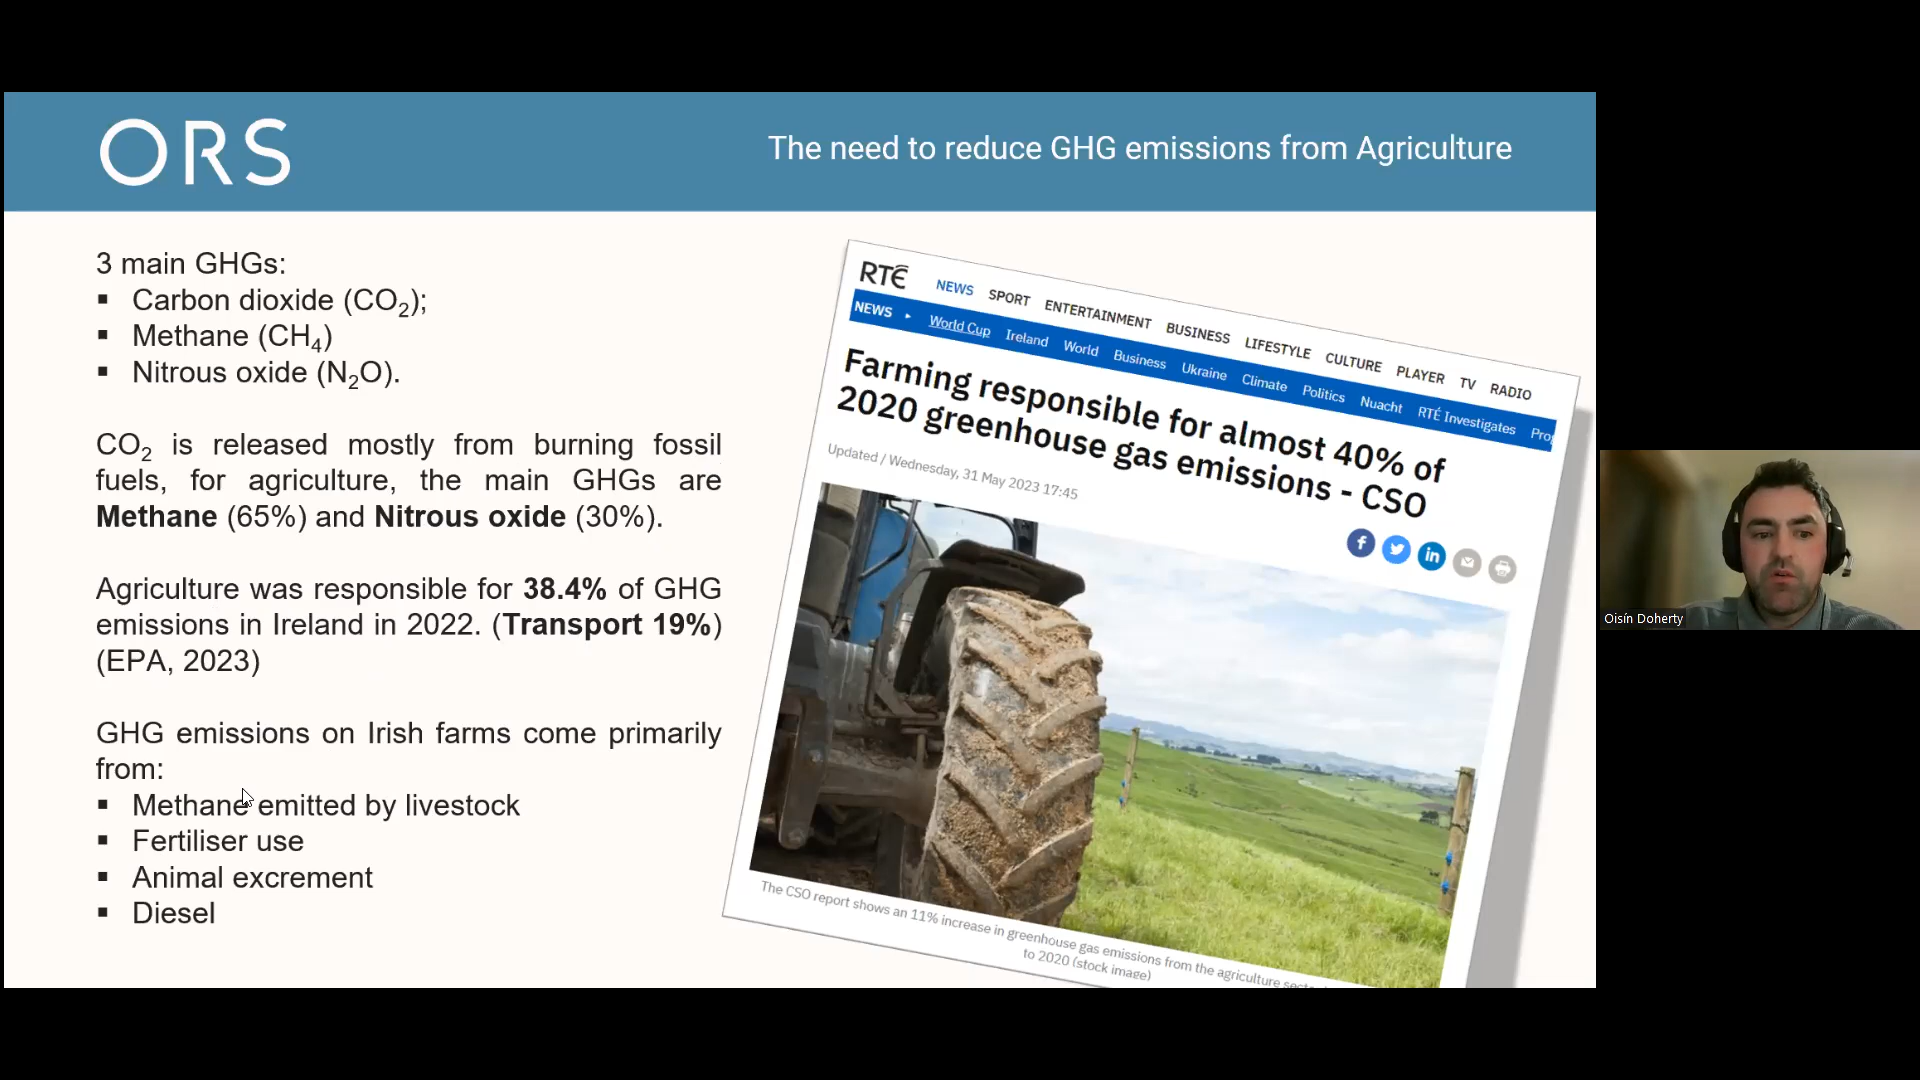 ORS
The need to reduce GHG emissions from Agriculture
3 main GHGs:
▪ Carbon dioxide (CO₂);
▪ Methane (CH₄)
▪ Nitrous oxide (N₂O).
CO₂ is released mostly from burning fossil
fuels, for agriculture, the main GHGs are
Methane (65%) and Nitrous oxide (30%).
Agriculture was responsible for 38.4% of GHG
emissions in Ireland in 2022. (Transport 19%)
(EPA, 2023)
GHG emissions on Irish farms come primarily
from:
▪ Methane emitted by livestock
▪ Fertiliser use
▪ Animal excrement
▪ Diesel
RTÉ NEWS SPORT ENTERTAINMENT BUSINESS LIFESTYLE CULTURE PLAYER TV RADIO
NEWS ▸ World Cup Ireland World Business Ukraine Climate Politics Nuacht RTÉ Investigates
Farming responsible for almost 40% of
2020 greenhouse gas emissions - CSO
Updated / Wednesday, 31 May 2023 17:45
The CSO report shows an 11% increase in greenhouse gas emissions from the agriculture
to 2020 (stock image)
Oisín Doherty